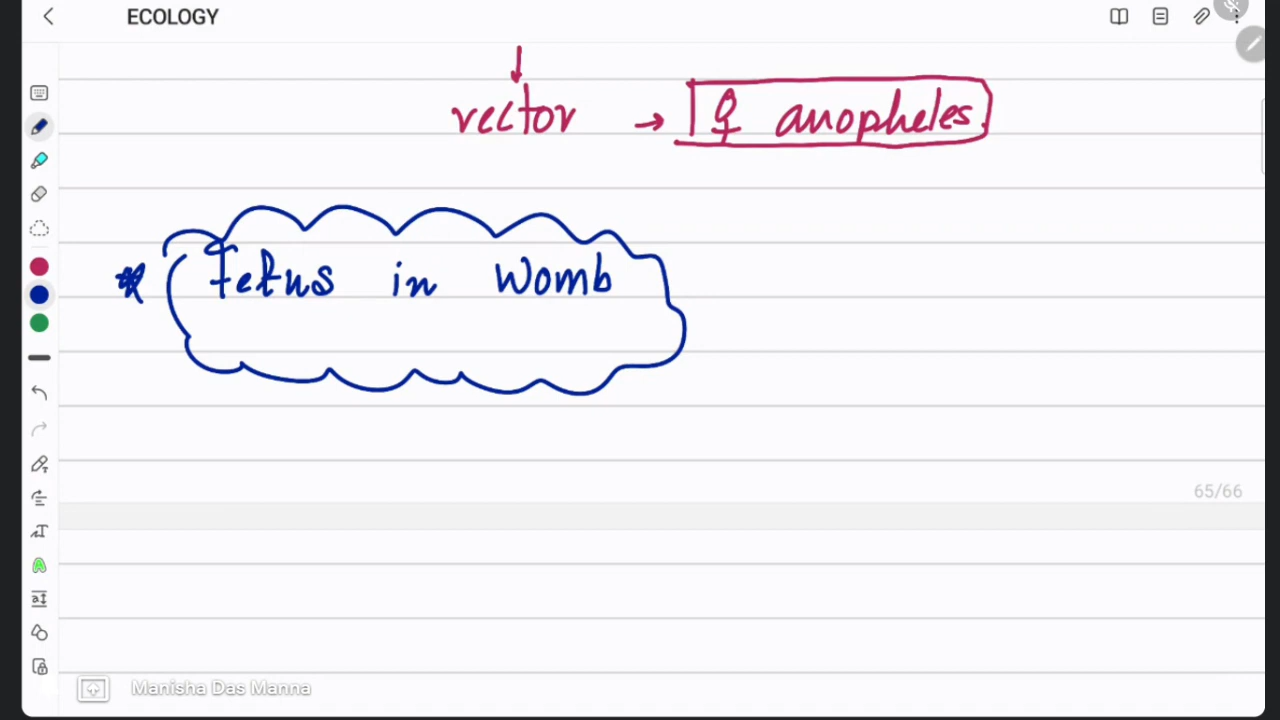 ECOLOGY
vector → ♀ anopheles.
* Fetus in Womb
65/66
Manisha Das Manna